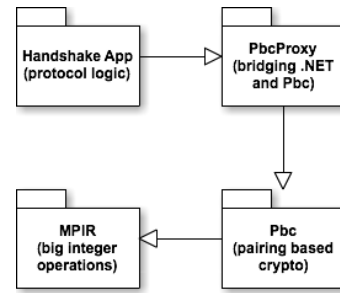 Handshake App
(protocol logic)
PbcProxy
(bridging .NET
and Pbc)
MPIR
(big integer
operations)
Pbc
(pairing based
crypto)